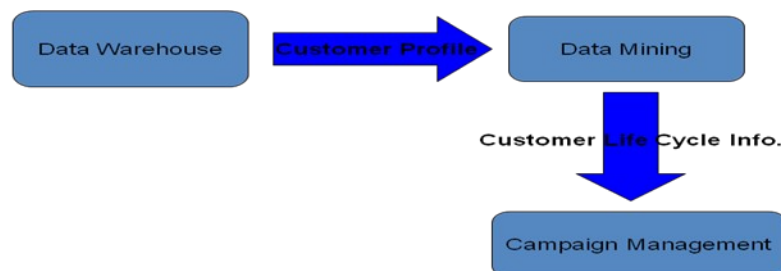 Data Warehouse
Customer Profile
Data Mining
Customer Life Cycle Info.
Campaign Management